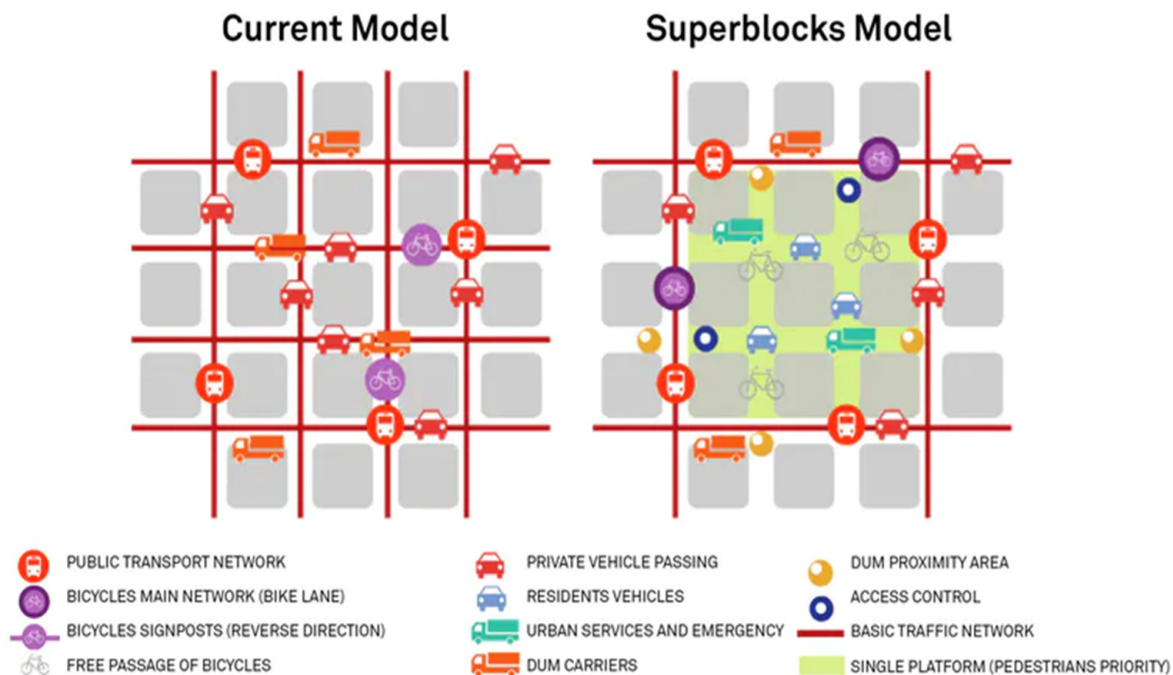 Current Model
Superblocks Model
PUBLIC TRANSPORT NETWORK
BICYCLES MAIN NETWORK (BIKE LANE)
BICYCLES SIGNPOSTS (REVERSE DIRECTION)
FREE PASSAGE OF BICYCLES
PRIVATE VEHICLE PASSING
RESIDENTS VEHICLES
URBAN SERVICES AND EMERGENCY
DUM CARRIERS
DUM PROXIMITY AREA
ACCESS CONTROL
BASIC TRAFFIC NETWORK
SINGLE PLATFORM (PEDESTRIANS PRIORITY)